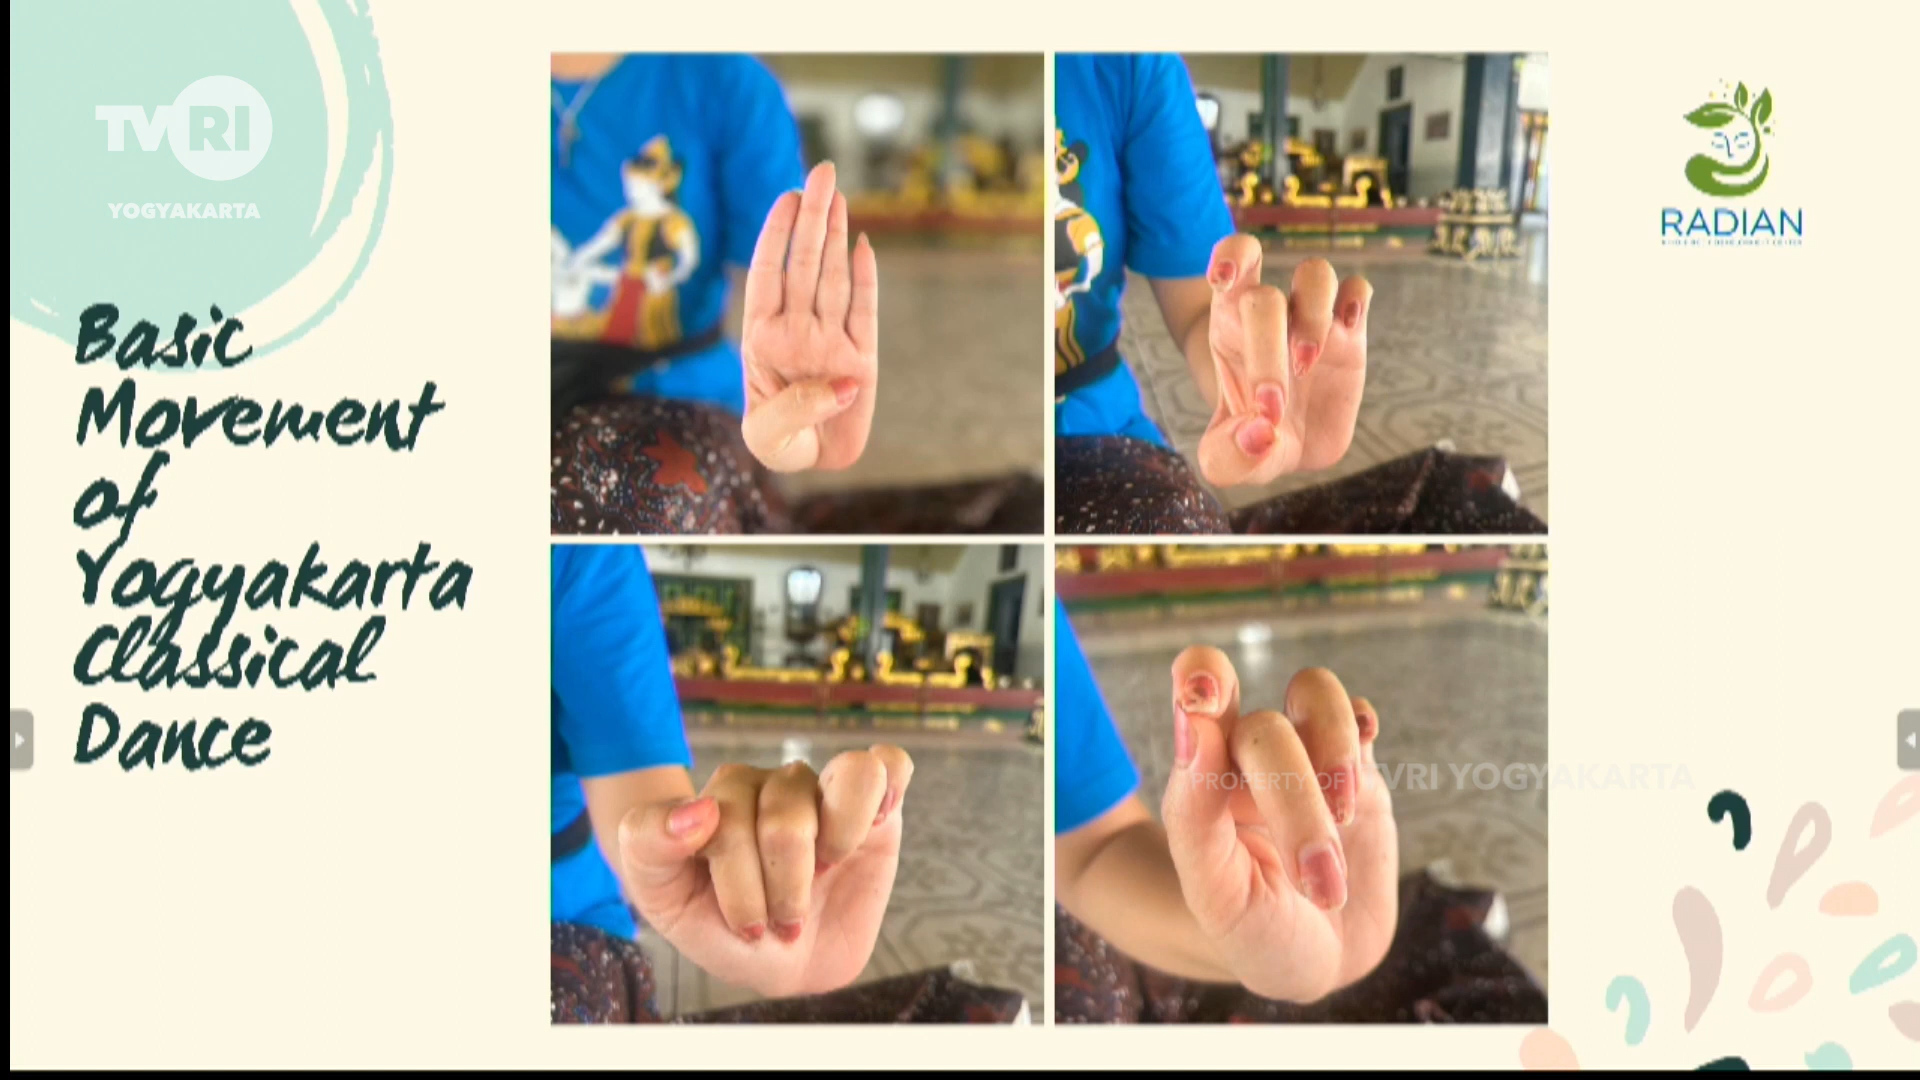 TVRI
YOGYAKARTA
RADIAN
Basic
Movement
of
Yogyakarta
Classical
Dance
PROPERTY OF TVRI YOGYAKARTA